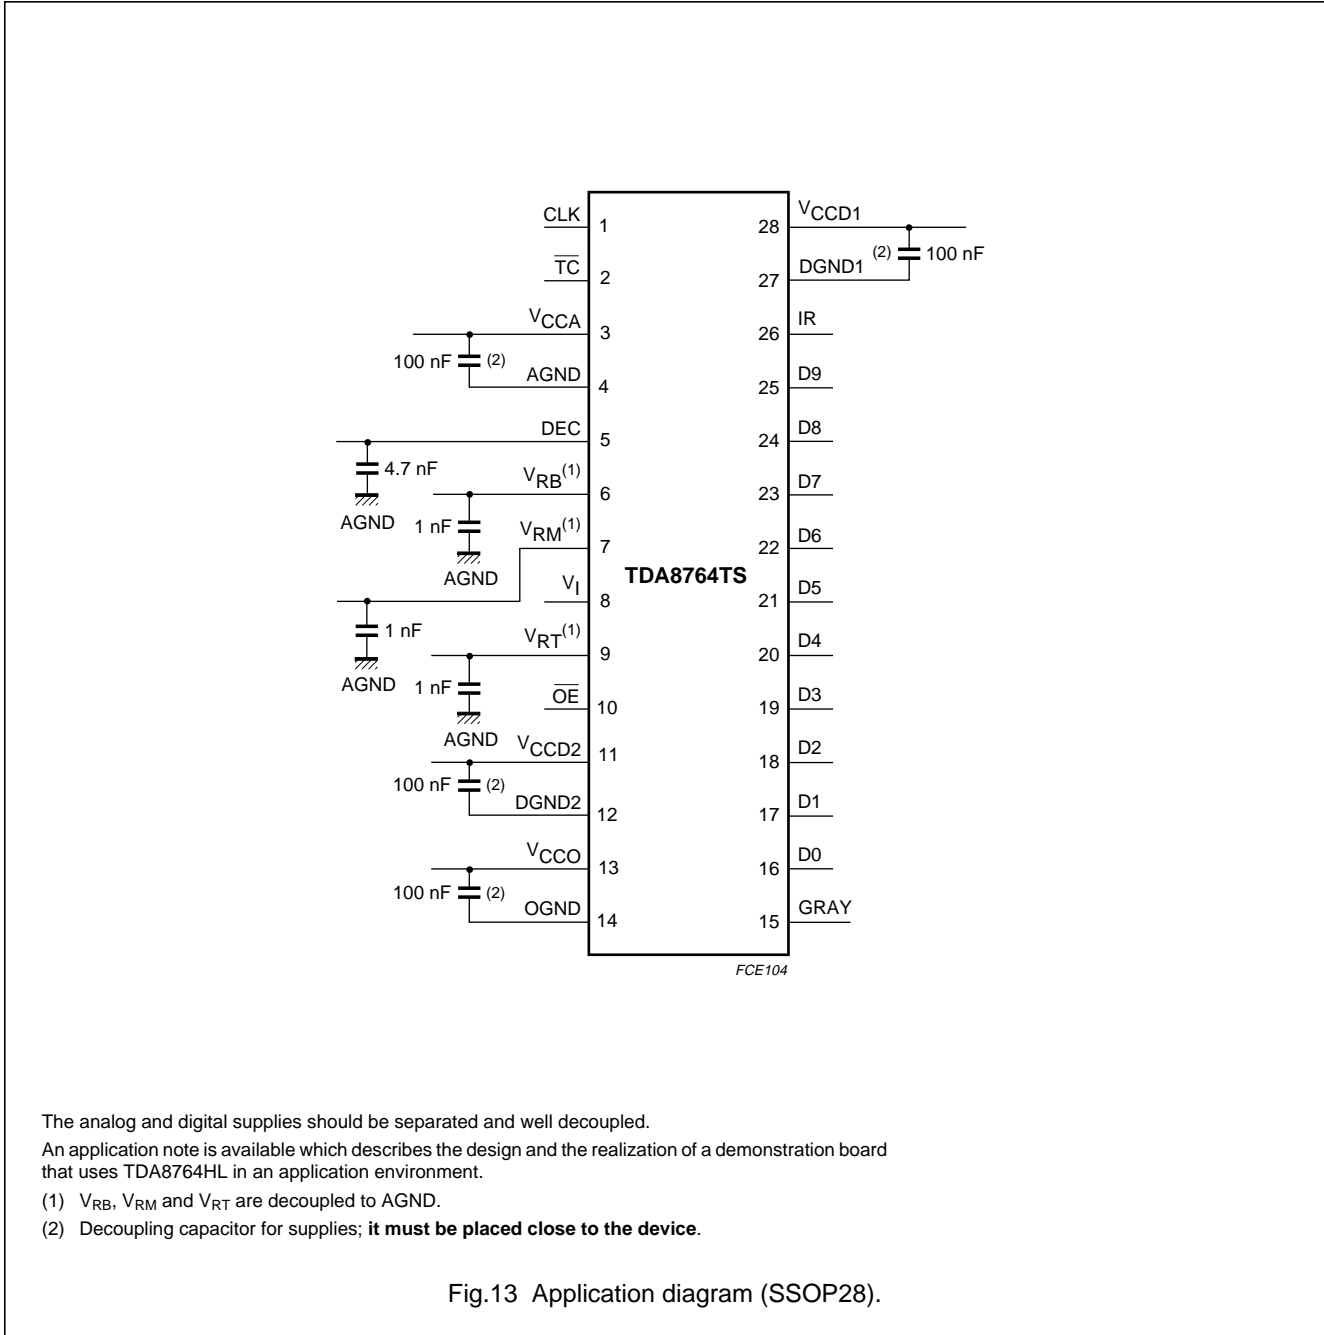 CLK 1 28 VCCD1
TC 2 27 DGND1
(2) 100 nF
VCCA 3 26 IR
100 nF (2)
AGND 4 25 D9
DEC 5 24 D8
4.7 nF
AGND
VRB(1) 6 23 D7
1 nF
AGND
VRM(1) 7 22 D6
TDA8764TS
VI 8 21 D5
1 nF
AGND
VRT(1) 9 20 D4
1 nF
AGND
OE 10 19 D3
VCCD2 11 18 D2
100 nF (2)
DGND2 12 17 D1
VCCO 13 16 D0
100 nF (2)
OGND 14 15 GRAY
FCE104
The analog and digital supplies should be separated and well decoupled.
An application note is available which describes the design and the realization of a demonstration board
that uses TDA8764HL in an application environment.
(1) VRB, VRM and VRT are decoupled to AGND.
(2) Decoupling capacitor for supplies; it must be placed close to the device.
Fig.13 Application diagram (SSOP28).